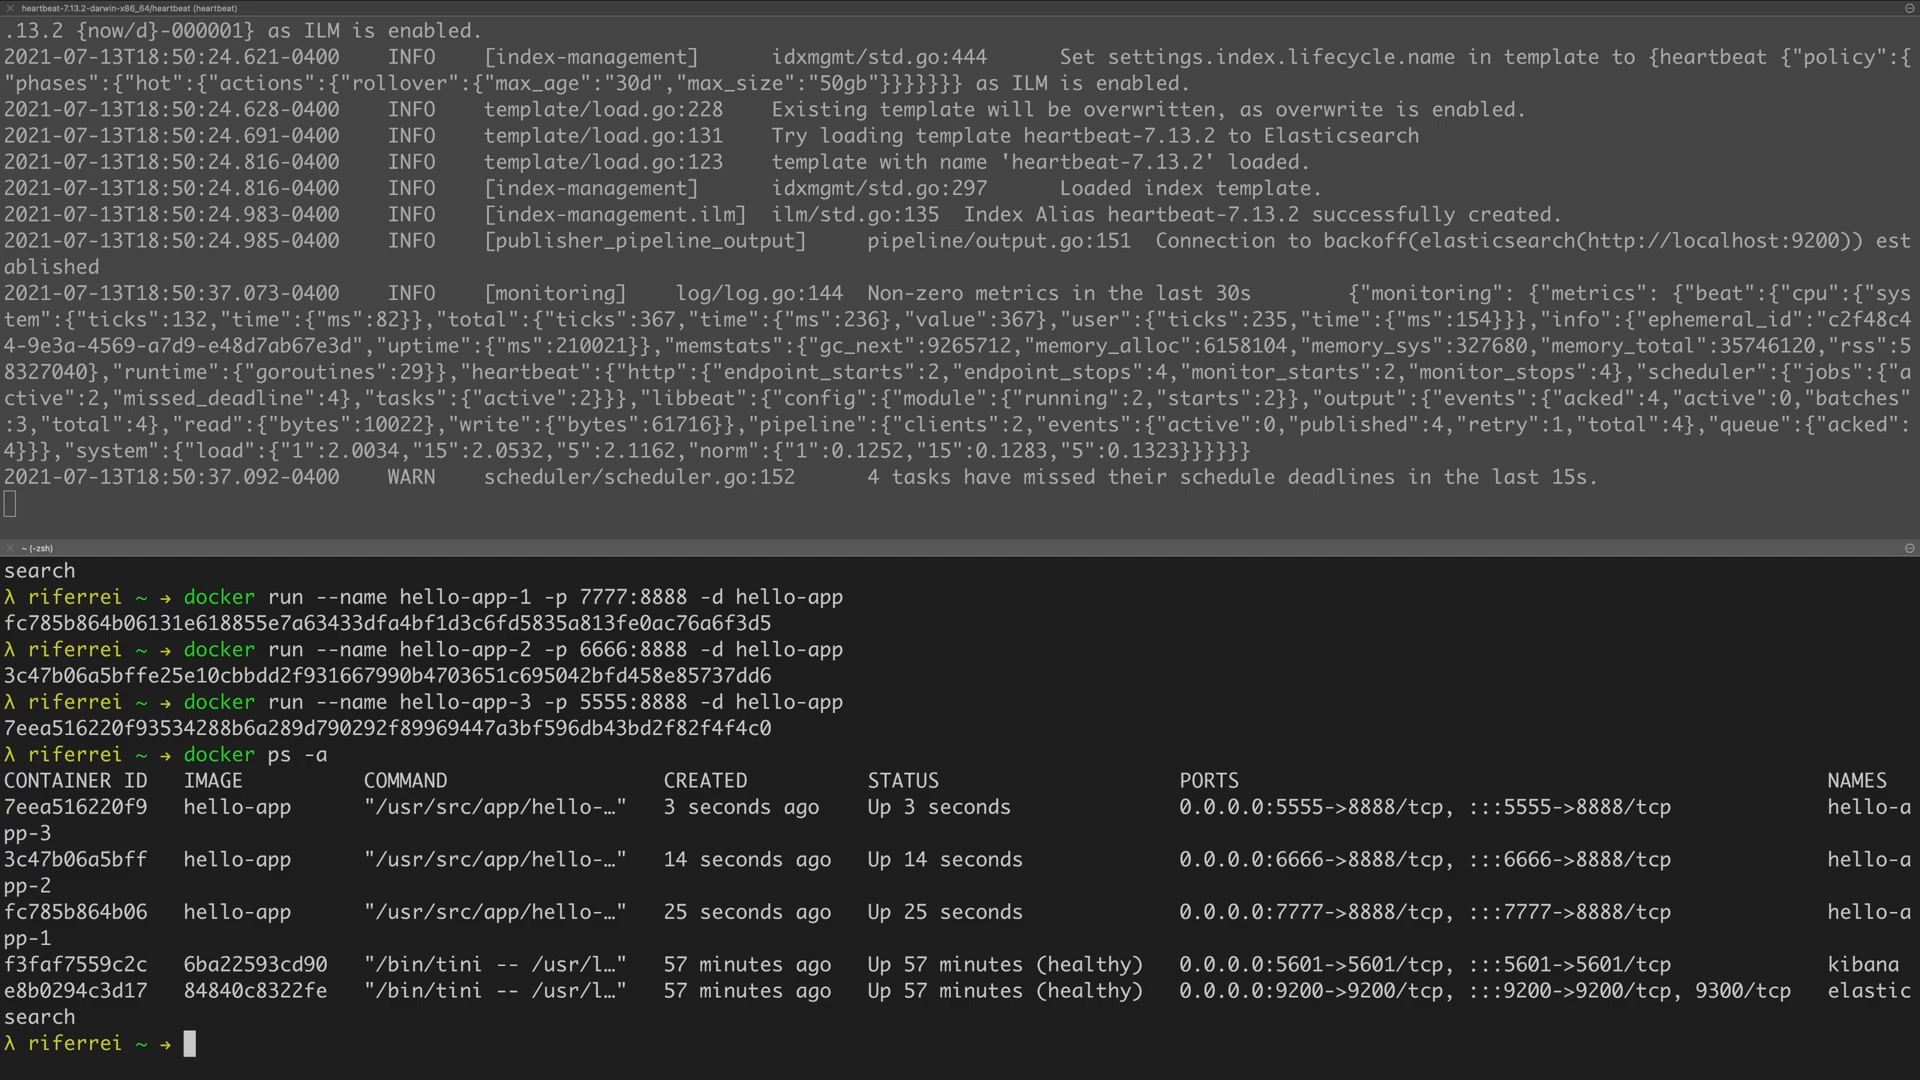 heartbeat-7.13.2-darwin-x86_64/heartbeat (heartbeat)
.13.2 {now/d}-000001} as ILM is enabled.
2021-07-13T18:50:24.621-0400    INFO    [index-management]      idxmgmt/std.go:444      Set settings.index.lifecycle.name in template to {heartbeat {"policy":{
"phases":{"hot":{"actions":{"rollover":{"max_age":"30d","max_size":"50gb"}}}}}}} as ILM is enabled.
2021-07-13T18:50:24.628-0400    INFO    template/load.go:228    Existing template will be overwritten, as overwrite is enabled.
2021-07-13T18:50:24.691-0400    INFO    template/load.go:131    Try loading template heartbeat-7.13.2 to Elasticsearch
2021-07-13T18:50:24.816-0400    INFO    template/load.go:123    template with name 'heartbeat-7.13.2' loaded.
2021-07-13T18:50:24.816-0400    INFO    [index-management]      idxmgmt/std.go:297      Loaded index template.
2021-07-13T18:50:24.983-0400    INFO    [index-management.ilm]  ilm/std.go:135  Index Alias heartbeat-7.13.2 successfully created.
2021-07-13T18:50:24.985-0400    INFO    [publisher_pipeline_output]     pipeline/output.go:151  Connection to backoff(elasticsearch(http://localhost:9200)) est
ablished
2021-07-13T18:50:37.073-0400    INFO    [monitoring]    log/log.go:144  Non-zero metrics in the last 30s        {"monitoring": {"metrics": {"beat":{"cpu":{"sys
tem":{"ticks":132,"time":{"ms":82}},"total":{"ticks":367,"time":{"ms":236},"value":367},"user":{"ticks":235,"time":{"ms":154}}},"info":{"ephemeral_id":"c2f48c4
4-9e3a-4569-a7d9-e48d7ab67e3d","uptime":{"ms":210021}},"memstats":{"gc_next":9265712,"memory_alloc":6158104,"memory_sys":327680,"memory_total":35746120,"rss":5
8327040},"runtime":{"goroutines":29}},"heartbeat":{"http":{"endpoint_starts":2,"endpoint_stops":4,"monitor_starts":2,"monitor_stops":4},"scheduler":{"jobs":{"a
ctive":2,"missed_deadline":4},"tasks":{"active":2}}},"libbeat":{"config":{"module":{"running":2,"starts":2}},"output":{"events":{"acked":4,"active":0,"batches"
:3,"total":4},"read":{"bytes":10022},"write":{"bytes":61716}},"pipeline":{"clients":2,"events":{"active":0,"published":4,"retry":1,"total":4},"queue":{"acked":
4}}},"system":{"load":{"1":2.0034,"15":2.0532,"5":2.1162,"norm":{"1":0.1252,"15":0.1283,"5":0.1323}}}}}}
2021-07-13T18:50:37.092-0400    WARN    scheduler/scheduler.go:152      4 tasks have missed their schedule deadlines in the last 15s.
~ (-zsh)
search
λ riferrei ~ → docker run --name hello-app-1 -p 7777:8888 -d hello-app
fc785b864b06131e618855e7a63433dfa4bf1d3c6fd5835a813fe0ac76a6f3d5
λ riferrei ~ → docker run --name hello-app-2 -p 6666:8888 -d hello-app
3c47b06a5bffe25e10cbbdd2f931667990b4703651c695042bfd458e85737dd6
λ riferrei ~ → docker run --name hello-app-3 -p 5555:8888 -d hello-app
7eea516220f93534288b6a289d790292f89969447a3bf596db43bd2f82f4f4c0
λ riferrei ~ → docker ps -a
CONTAINER ID   IMAGE          COMMAND                  CREATED          STATUS                    PORTS                                                 NAMES
7eea516220f9   hello-app      "/usr/src/app/hello-…"   3 seconds ago    Up 3 seconds              0.0.0.0:5555->8888/tcp, :::5555->8888/tcp             hello-a
pp-3
3c47b06a5bff   hello-app      "/usr/src/app/hello-…"   14 seconds ago   Up 14 seconds             0.0.0.0:6666->8888/tcp, :::6666->8888/tcp             hello-a
pp-2
fc785b864b06   hello-app      "/usr/src/app/hello-…"   25 seconds ago   Up 25 seconds             0.0.0.0:7777->8888/tcp, :::7777->8888/tcp             hello-a
pp-1
f3faf7559c2c   6ba22593cd90   "/bin/tini -- /usr/l…"   57 minutes ago   Up 57 minutes (healthy)   0.0.0.0:5601->5601/tcp, :::5601->5601/tcp             kibana
e8b0294c3d17   84840c8322fe   "/bin/tini -- /usr/l…"   57 minutes ago   Up 57 minutes (healthy)   0.0.0.0:9200->9200/tcp, :::9200->9200/tcp, 9300/tcp   elastic
search
λ riferrei ~ →